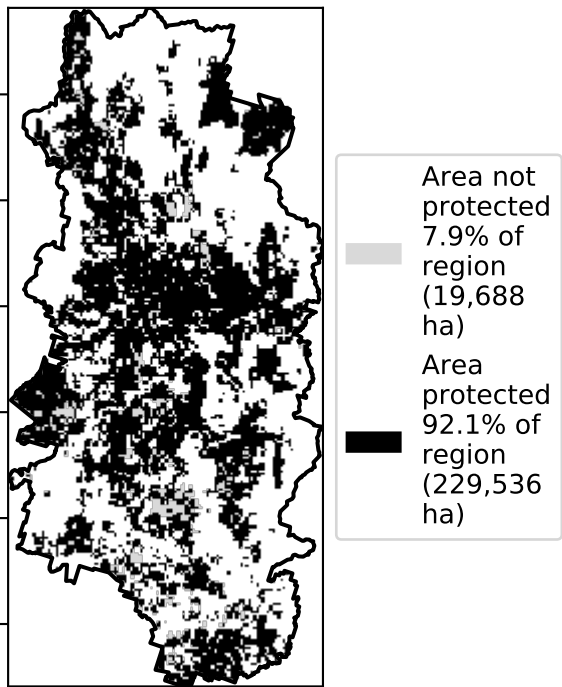 Area not
protected
7.9% of
region
(19,688
ha)
Area
protected
92.1% of
region
(229,536
ha)